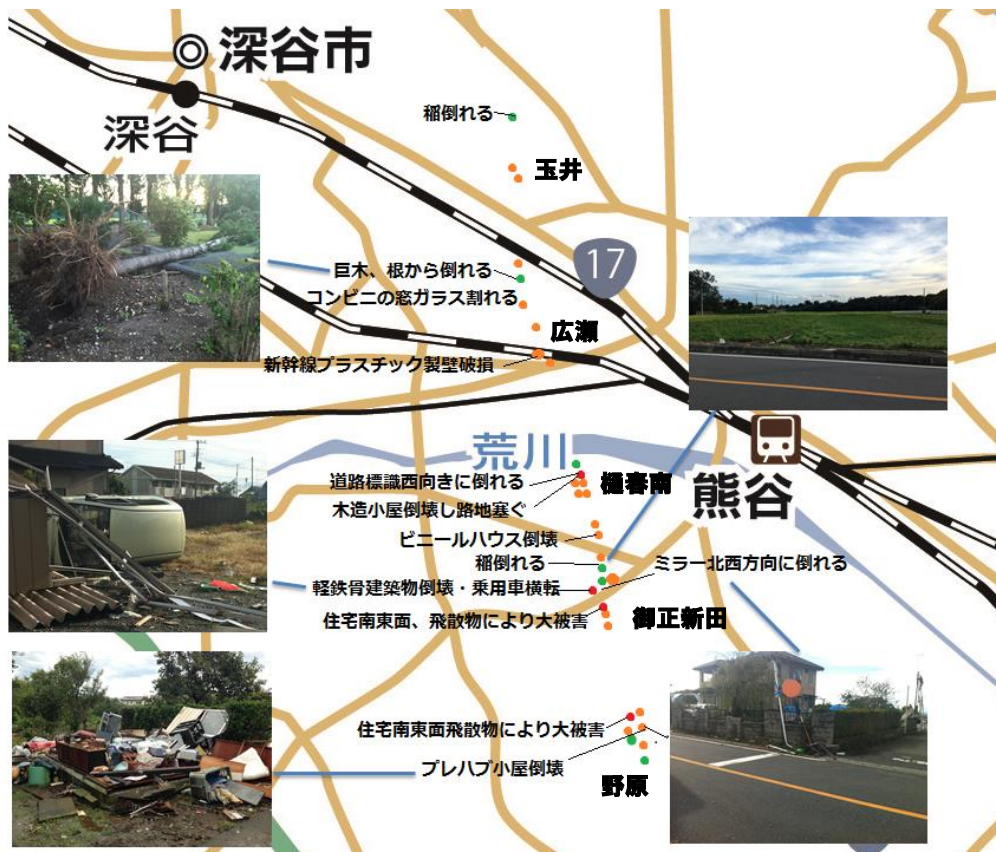 深谷市
深谷
稲倒れる
玉井
17
巨木、根から倒れる
コンビニの窓ガラス割れる
広瀬
新幹線プラスチック製壁破損
荒川
道路標識西向きに倒れる
樋春南
熊谷
木造小屋倒壊し路地塞ぐ
ビニールハウス倒壊
稲倒れる
ミラー北西方向に倒れる
軽鉄骨建築物倒壊・乗用車横転
住宅南東面、飛散物により大被害
御正新田
住宅南東面飛散物により大被害
プレハブ小屋倒壊
野原